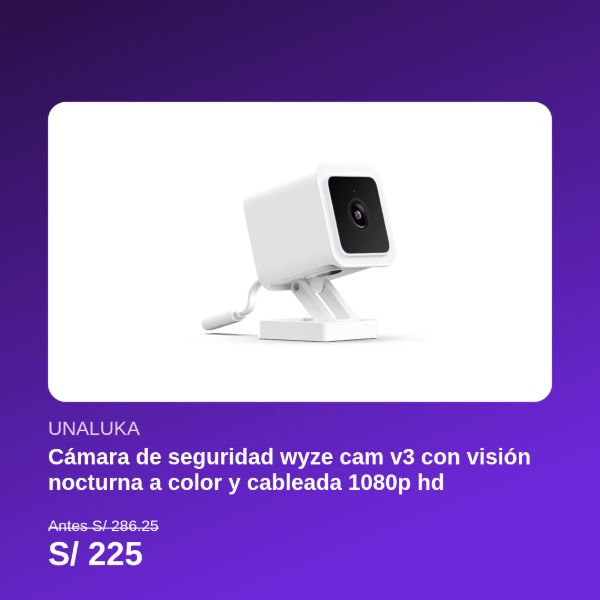 UNALUKA
Cámara de seguridad wyze cam v3 con visión
nocturna a color y cableada 1080p hd
Antes S/ 286.25
S/ 225